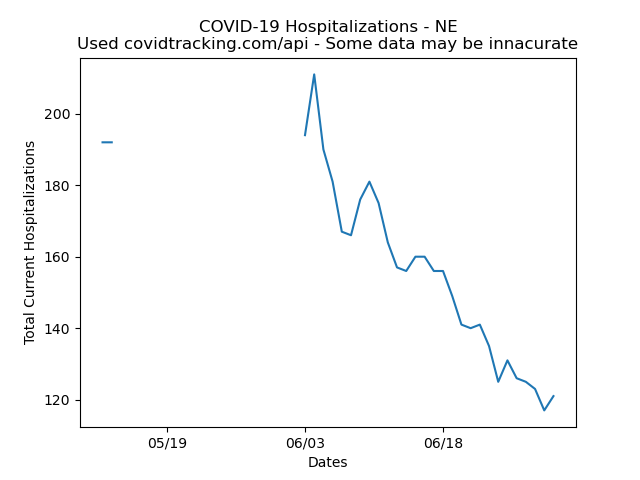 COVID-19 Hospitalizations - NE
Used covidtracking.com/api - Some data may be innacurate
Total Current Hospitalizations
200
180
160
140
120
05/19
06/03
06/18
Dates